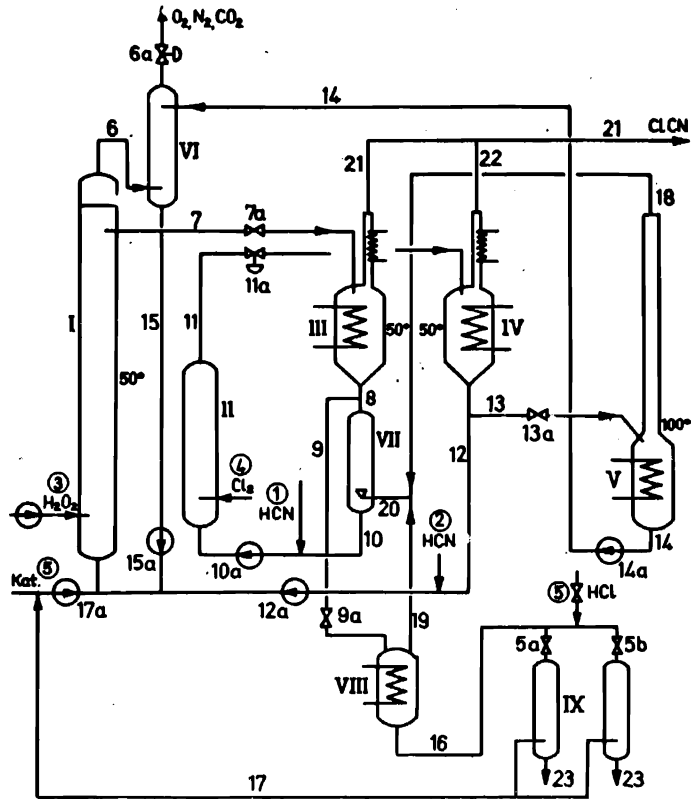 O₂, N₂, CO₂
6a
14
6
VI
21
ClCN
21
22
18
7
7a
11a
I
15
11
III
50°
50°
IV
50°
II
8
13
13a
100°
9
VII
12
V
③
H₂O₂
④
Cl₂
①
HCN
20
②
HCN
10
14
Kat.
⑤
15a
10a
14a
17a
12a
⑤
HCl
9a
19
5a
5b
VIII
IX
16
23
23
17